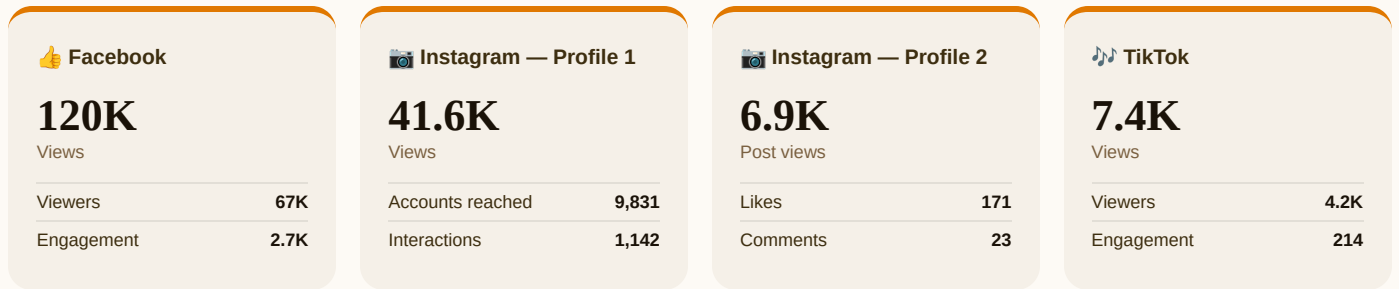 👍 Facebook
120K
Views
Viewers 67K
Engagement 2.7K
📷 Instagram — Profile 1
41.6K
Views
Accounts reached 9,831
Interactions 1,142
📷 Instagram — Profile 2
6.9K
Post views
Likes 171
Comments 23
🎶 TikTok
7.4K
Views
Viewers 4.2K
Engagement 214